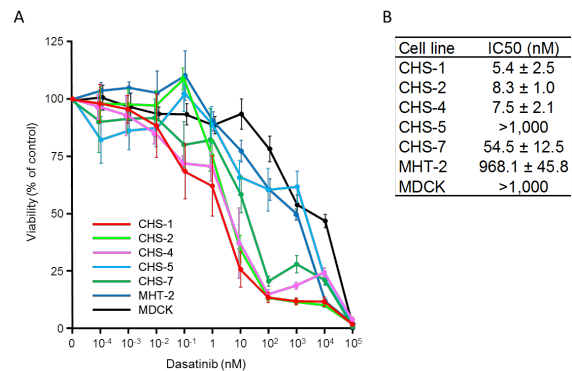 A
Viability (% of control)
125
100
75
50
25
0
CHS-1
CHS-2
CHS-4
CHS-5
CHS-7
MHT-2
MDCK
0 10⁻⁴ 10⁻³ 10⁻² 10⁻¹ 1 10 10² 10³ 10⁴ 10⁵
Dasatinib (nM)
B
Cell line IC50 (nM)
CHS-1 5.4 ± 2.5
CHS-2 8.3 ± 1.0
CHS-4 7.5 ± 2.1
CHS-5 >1,000
CHS-7 54.5 ± 12.5
MHT-2 968.1 ± 45.8
MDCK >1,000